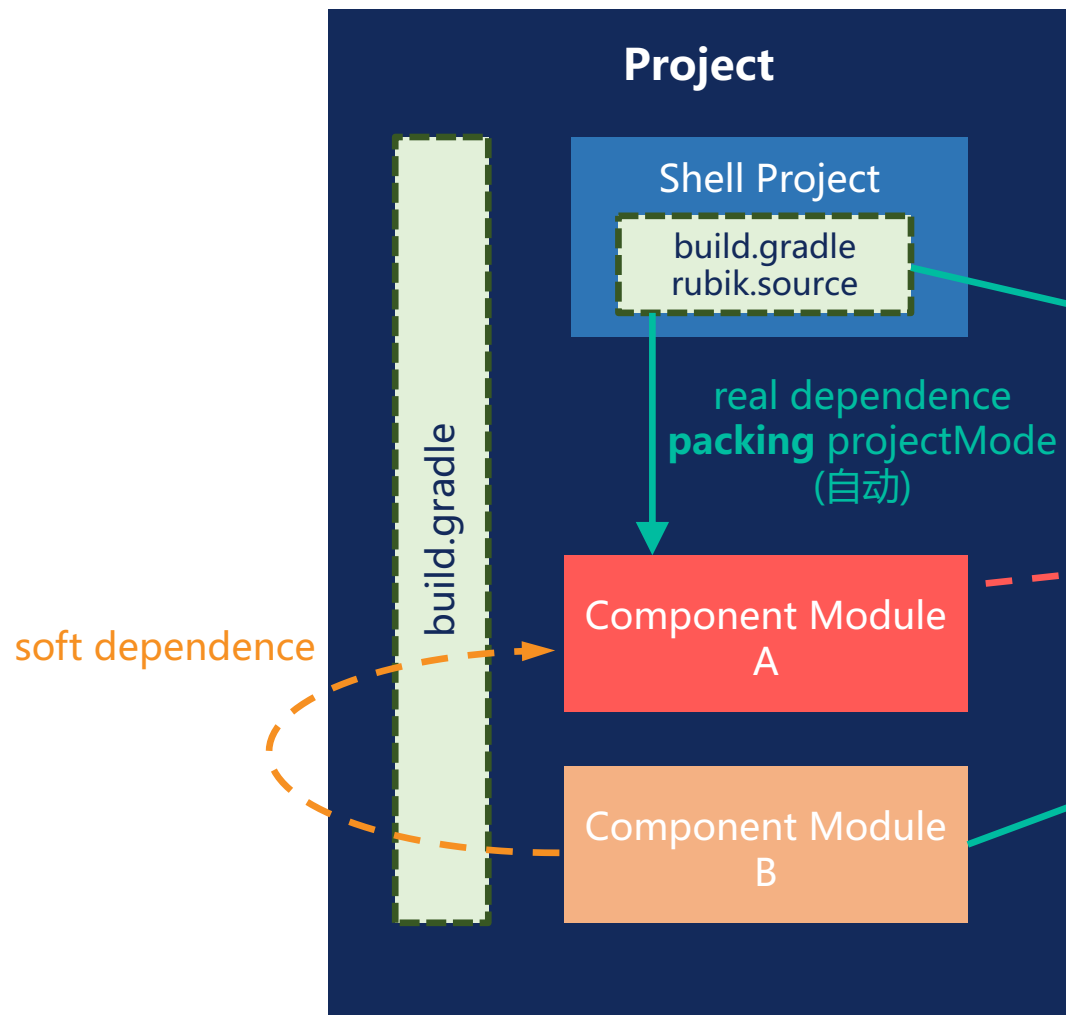 Project
Shell Project
build.gradle
rubik.source
real dependence
packing projectMode
(自动)
build.gradle
soft dependence
Component Module
A
Component Module
B